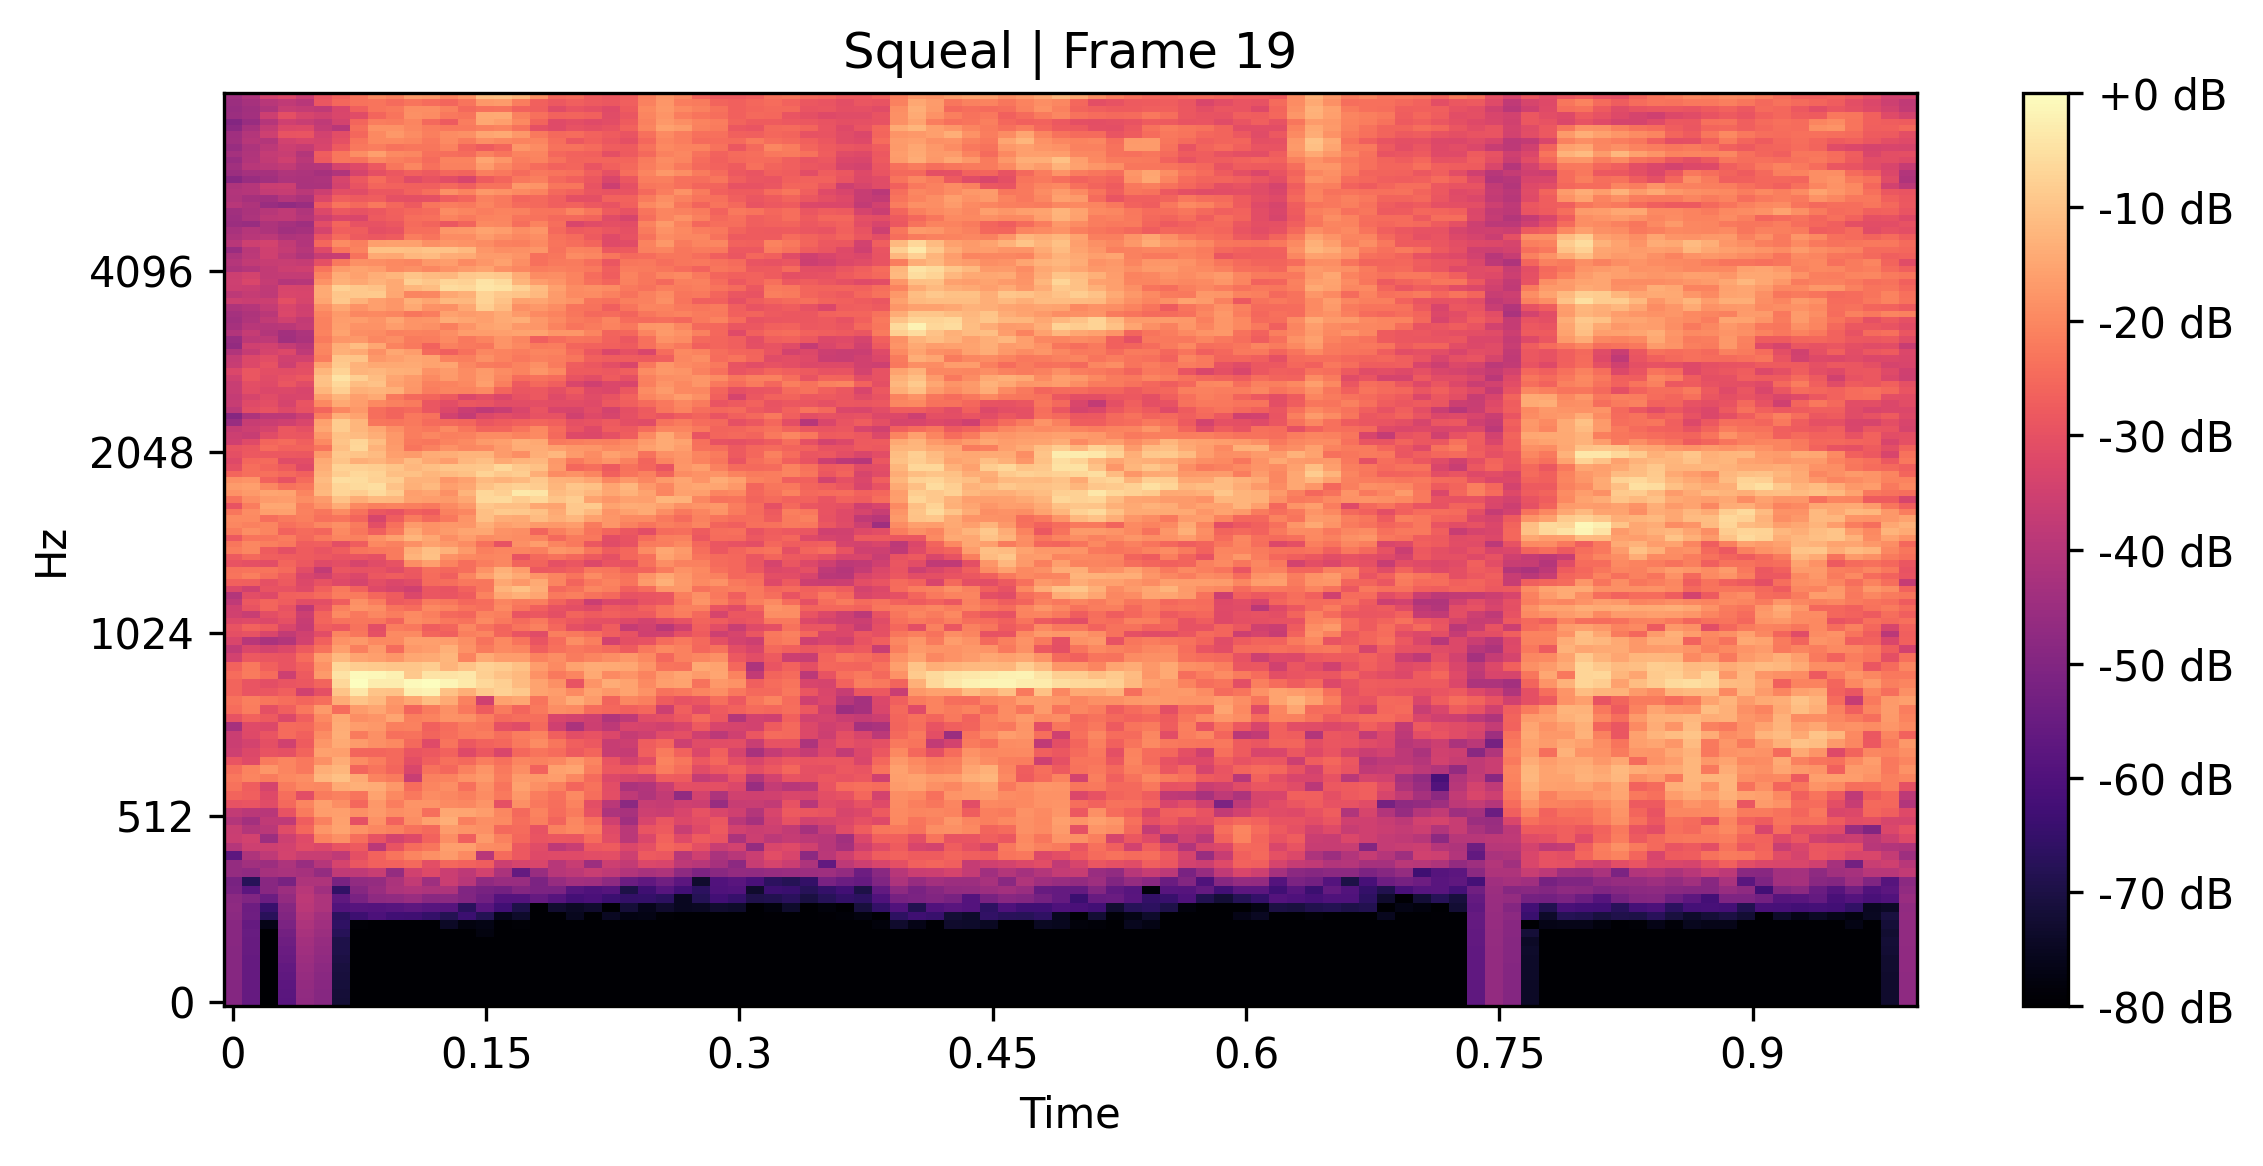 Squeal | Frame 19
Hz
4096
2048
1024
512
0
0 0.15 0.3 0.45 0.6 0.75 0.9
Time
+0 dB
-10 dB
-20 dB
-30 dB
-40 dB
-50 dB
-60 dB
-70 dB
-80 dB